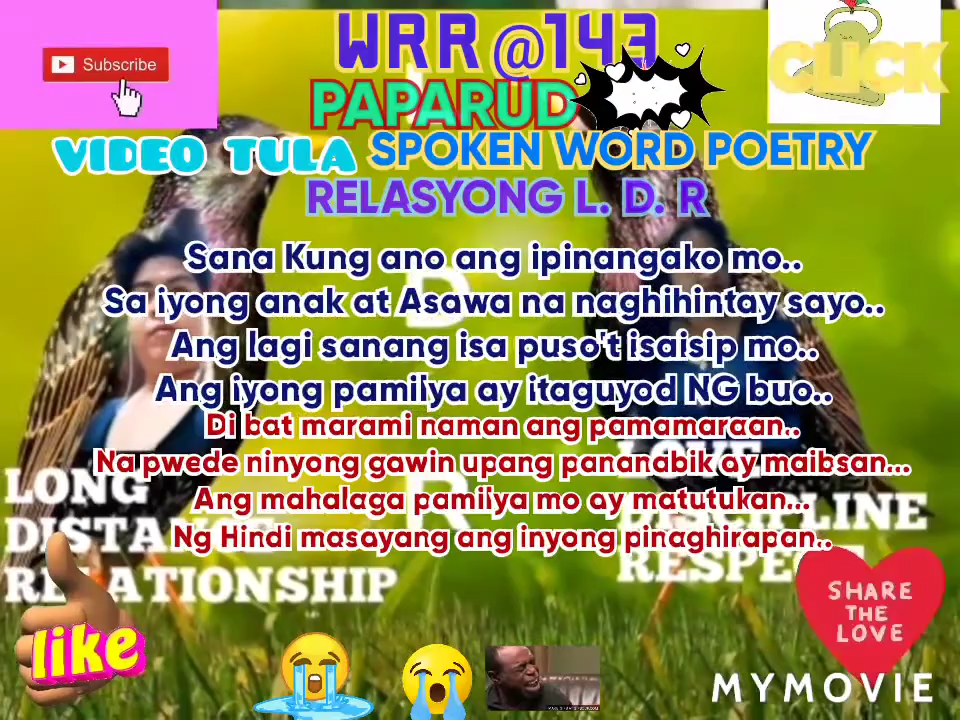 Subscribe
WRR @143
CLICK
PAPARUD
VIDEO TULA SPOKEN WORD POETRY
RELASYONG L. D. R
Sana Kung ano ang ipinangako mo..
D
Sa iyong anak at Asawa na naghihintay sayo..
Ang lagi sanang isa puso't isaisip mo..
Ang iyong pamilya ay itaguyod NG buo..
Di bat marami naman ang pamamaraan..
Na pwede ninyong gawin upang pananabik ay maibsan...
LONG
Ang mahalaga pamilya mo ay matutukan...
R
DISCIPLINE
Ng Hindi masayang ang inyong pinaghirapan..
RELATIONSHIP
like
SHARE
THE
LOVE
MYMOVIE